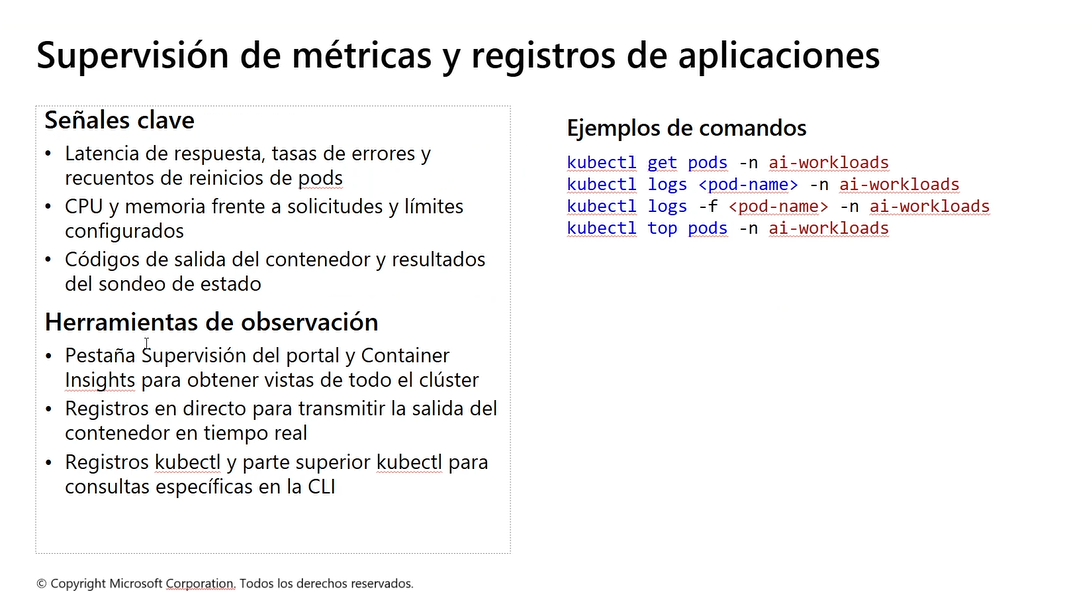 Supervisión de métricas y registros de aplicaciones
Señales clave
• Latencia de respuesta, tasas de errores y
recuentos de reinicios de pods
• CPU y memoria frente a solicitudes y límites
configurados
• Códigos de salida del contenedor y resultados
del sondeo de estado
Herramientas de observación
• Pestaña Supervisión del portal y Container
Insights para obtener vistas de todo el clúster
• Registros en directo para transmitir la salida del
contenedor en tiempo real
• Registros kubectl y parte superior kubectl para
consultas específicas en la CLI
Ejemplos de comandos
kubectl get pods -n ai-workloads
kubectl logs <pod-name> -n ai-workloads
kubectl logs -f <pod-name> -n ai-workloads
kubectl top pods -n ai-workloads
© Copyright Microsoft Corporation. Todos los derechos reservados.